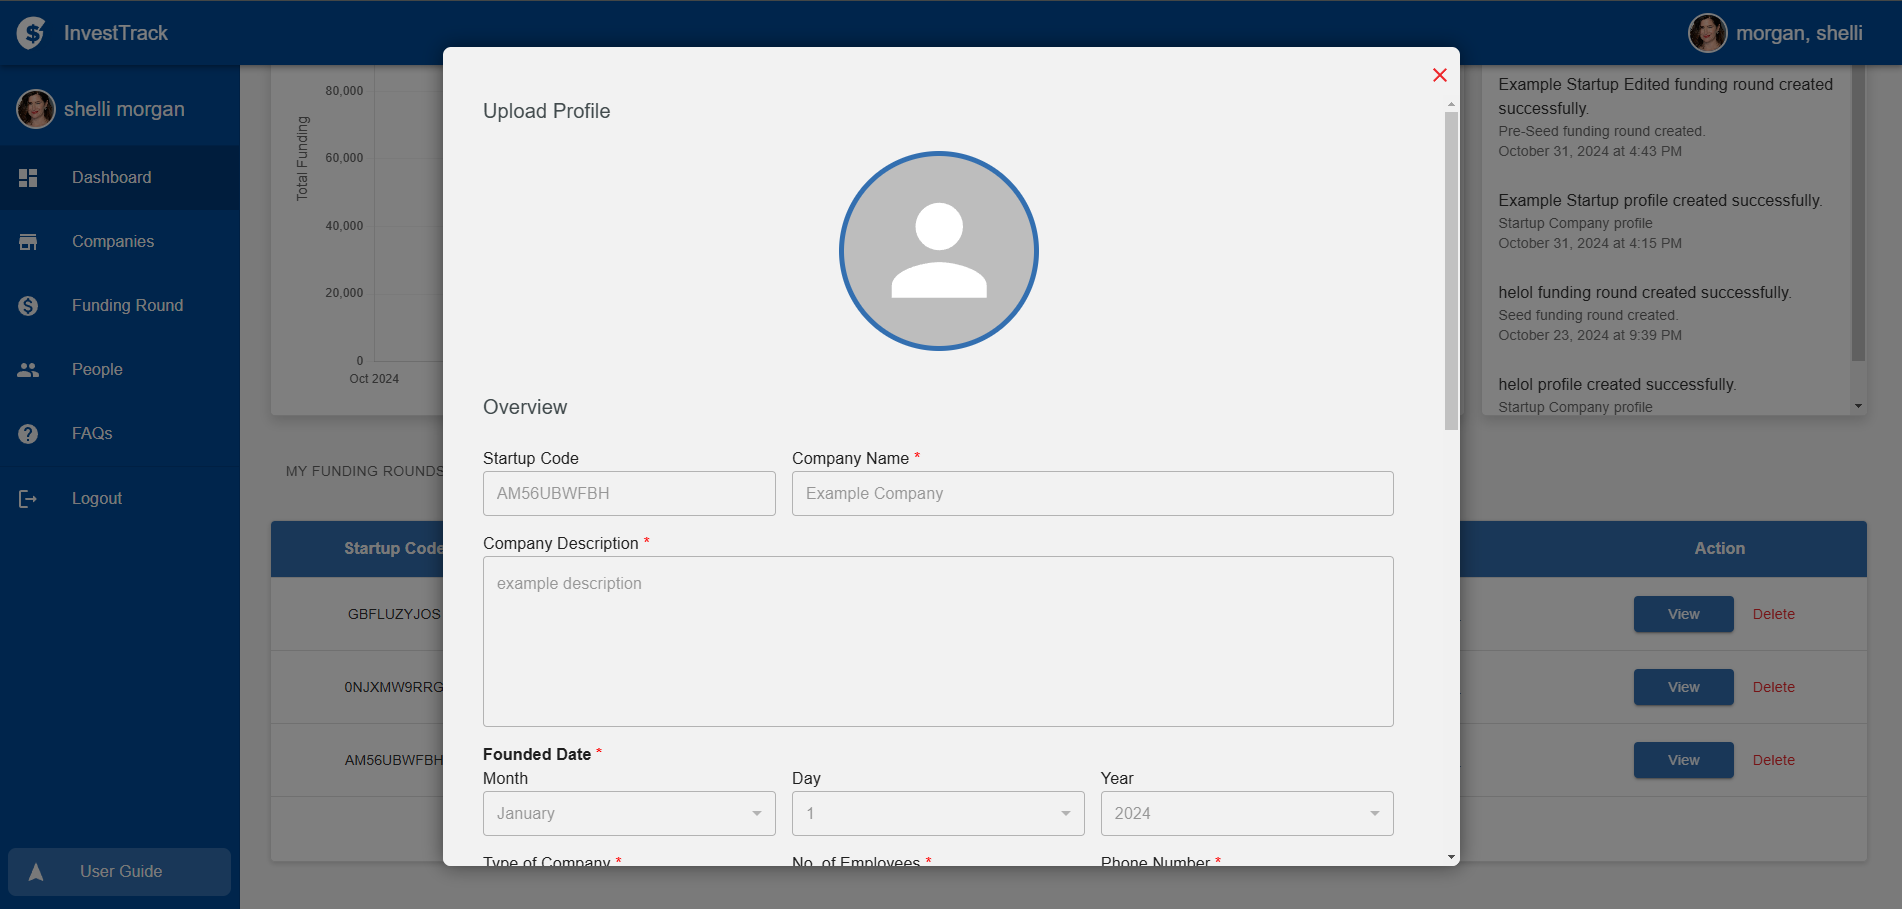 InvestTrack
morgan, shelli
shelli morgan
Dashboard
Companies
Funding Round
People
FAQs
Logout
User Guide
Total Funding
80,000
60,000
40,000
20,000
0
Oct 2024
MY FUNDING ROUNDS
Startup Code
GBFLUZYJOS
0NJXMW9RRG
AM56UBWFBH
Upload Profile
Overview
Startup Code
Company Name *
AM56UBWFBH
Example Company
Company Description *
example description
Founded Date *
Month
Day
Year
January
1
2024
Type of Company *
No. of Employees *
Phone Number *
Example Startup Edited funding round created
successfully.
Pre-Seed funding round created.
October 31, 2024 at 4:43 PM
Example Startup profile created successfully.
Startup Company profile
October 31, 2024 at 4:15 PM
helol funding round created successfully.
Seed funding round created.
October 23, 2024 at 9:39 PM
helol profile created successfully.
Startup Company profile
Action
View Delete
View Delete
View Delete